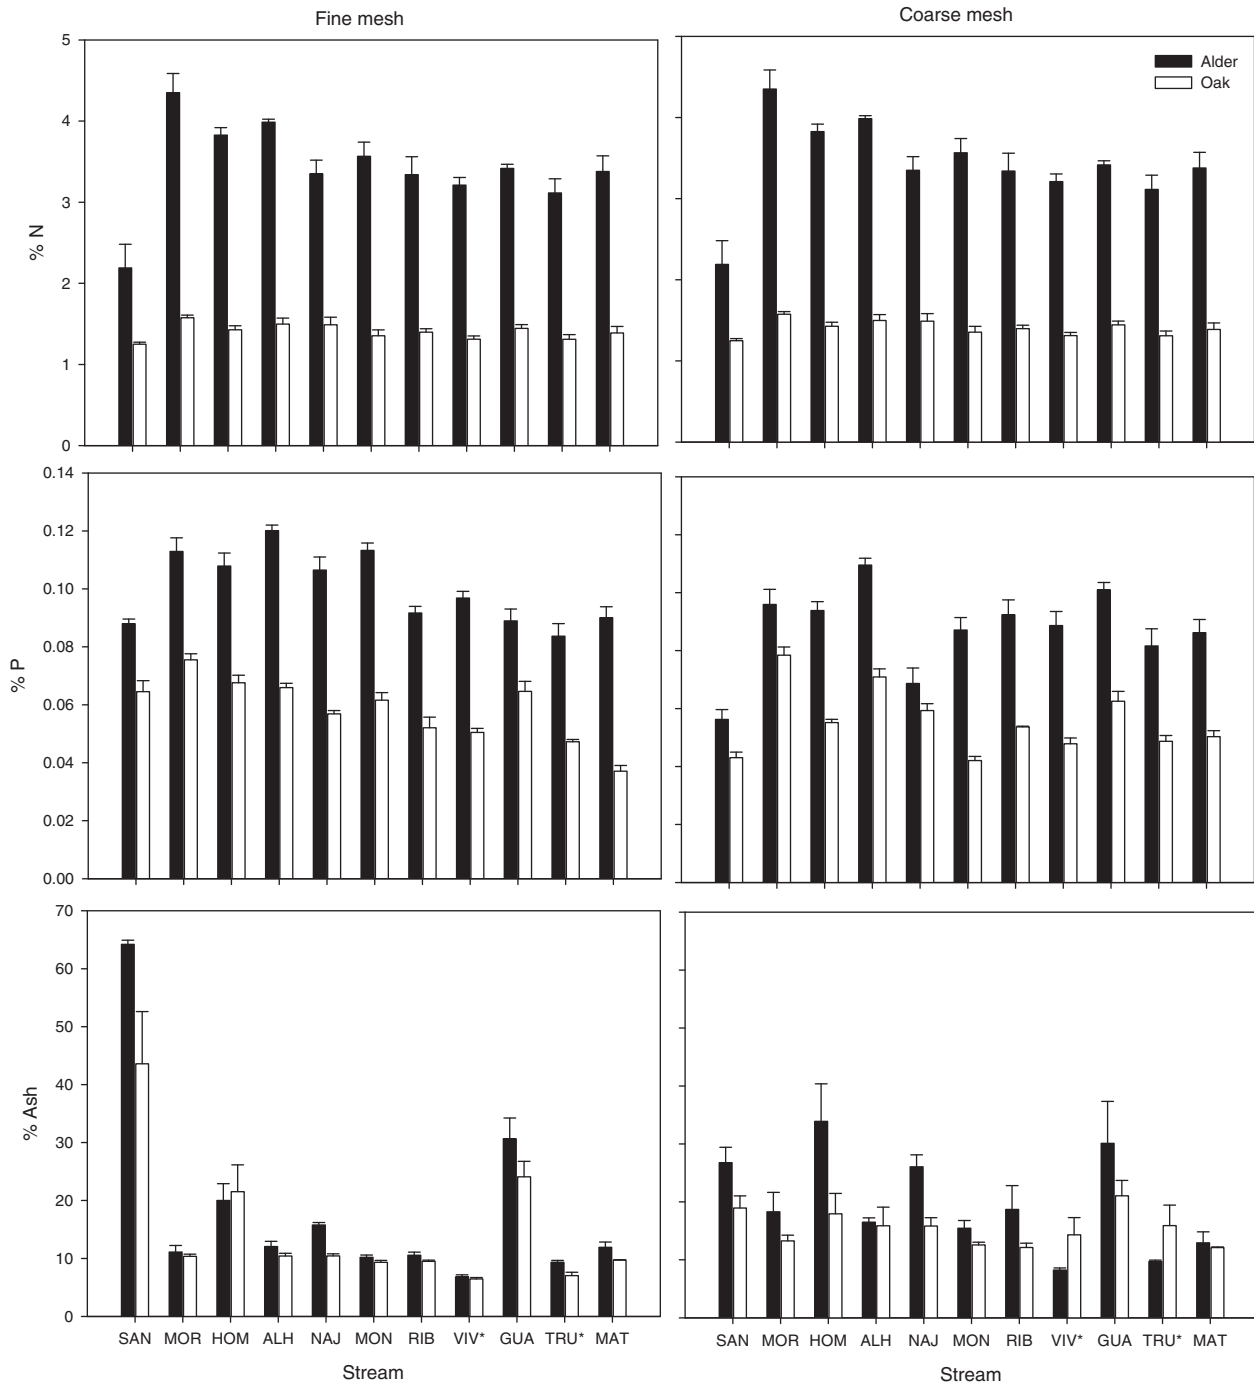 Fine mesh
Coarse mesh
Alder
Oak
% N
5
4
3
2
1
0
% P
0.14
0.12
0.10
0.08
0.06
0.04
0.02
0.00
% Ash
70
60
50
40
30
20
10
0
SAN MOR HOM ALH NAJ MON RIB VIV* GUA TRU* MAT
SAN MOR HOM ALH NAJ MON RIB VIV* GUA TRU* MAT
Stream
Stream